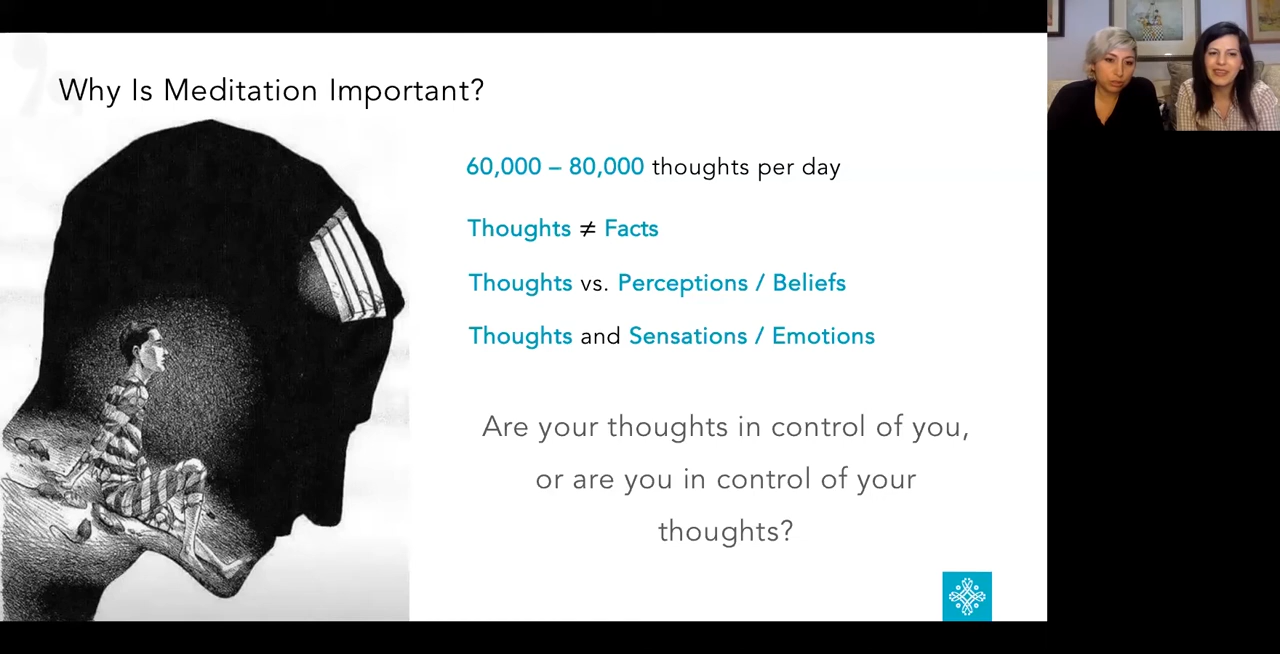 Why Is Meditation Important?
60,000 – 80,000 thoughts per day
Thoughts ≠ Facts
Thoughts vs. Perceptions / Beliefs
Thoughts and Sensations / Emotions
Are your thoughts in control of you,
or are you in control of your
thoughts?